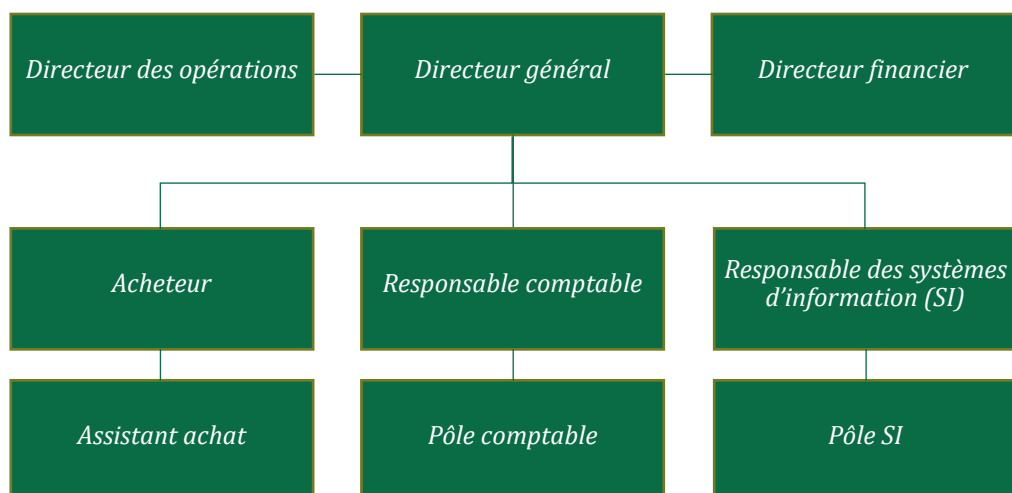 Directeur des opérations
Directeur général
Directeur financier
Acheteur
Responsable comptable
Responsable des systèmes
d’information (SI)
Assistant achat
Pôle comptable
Pôle SI